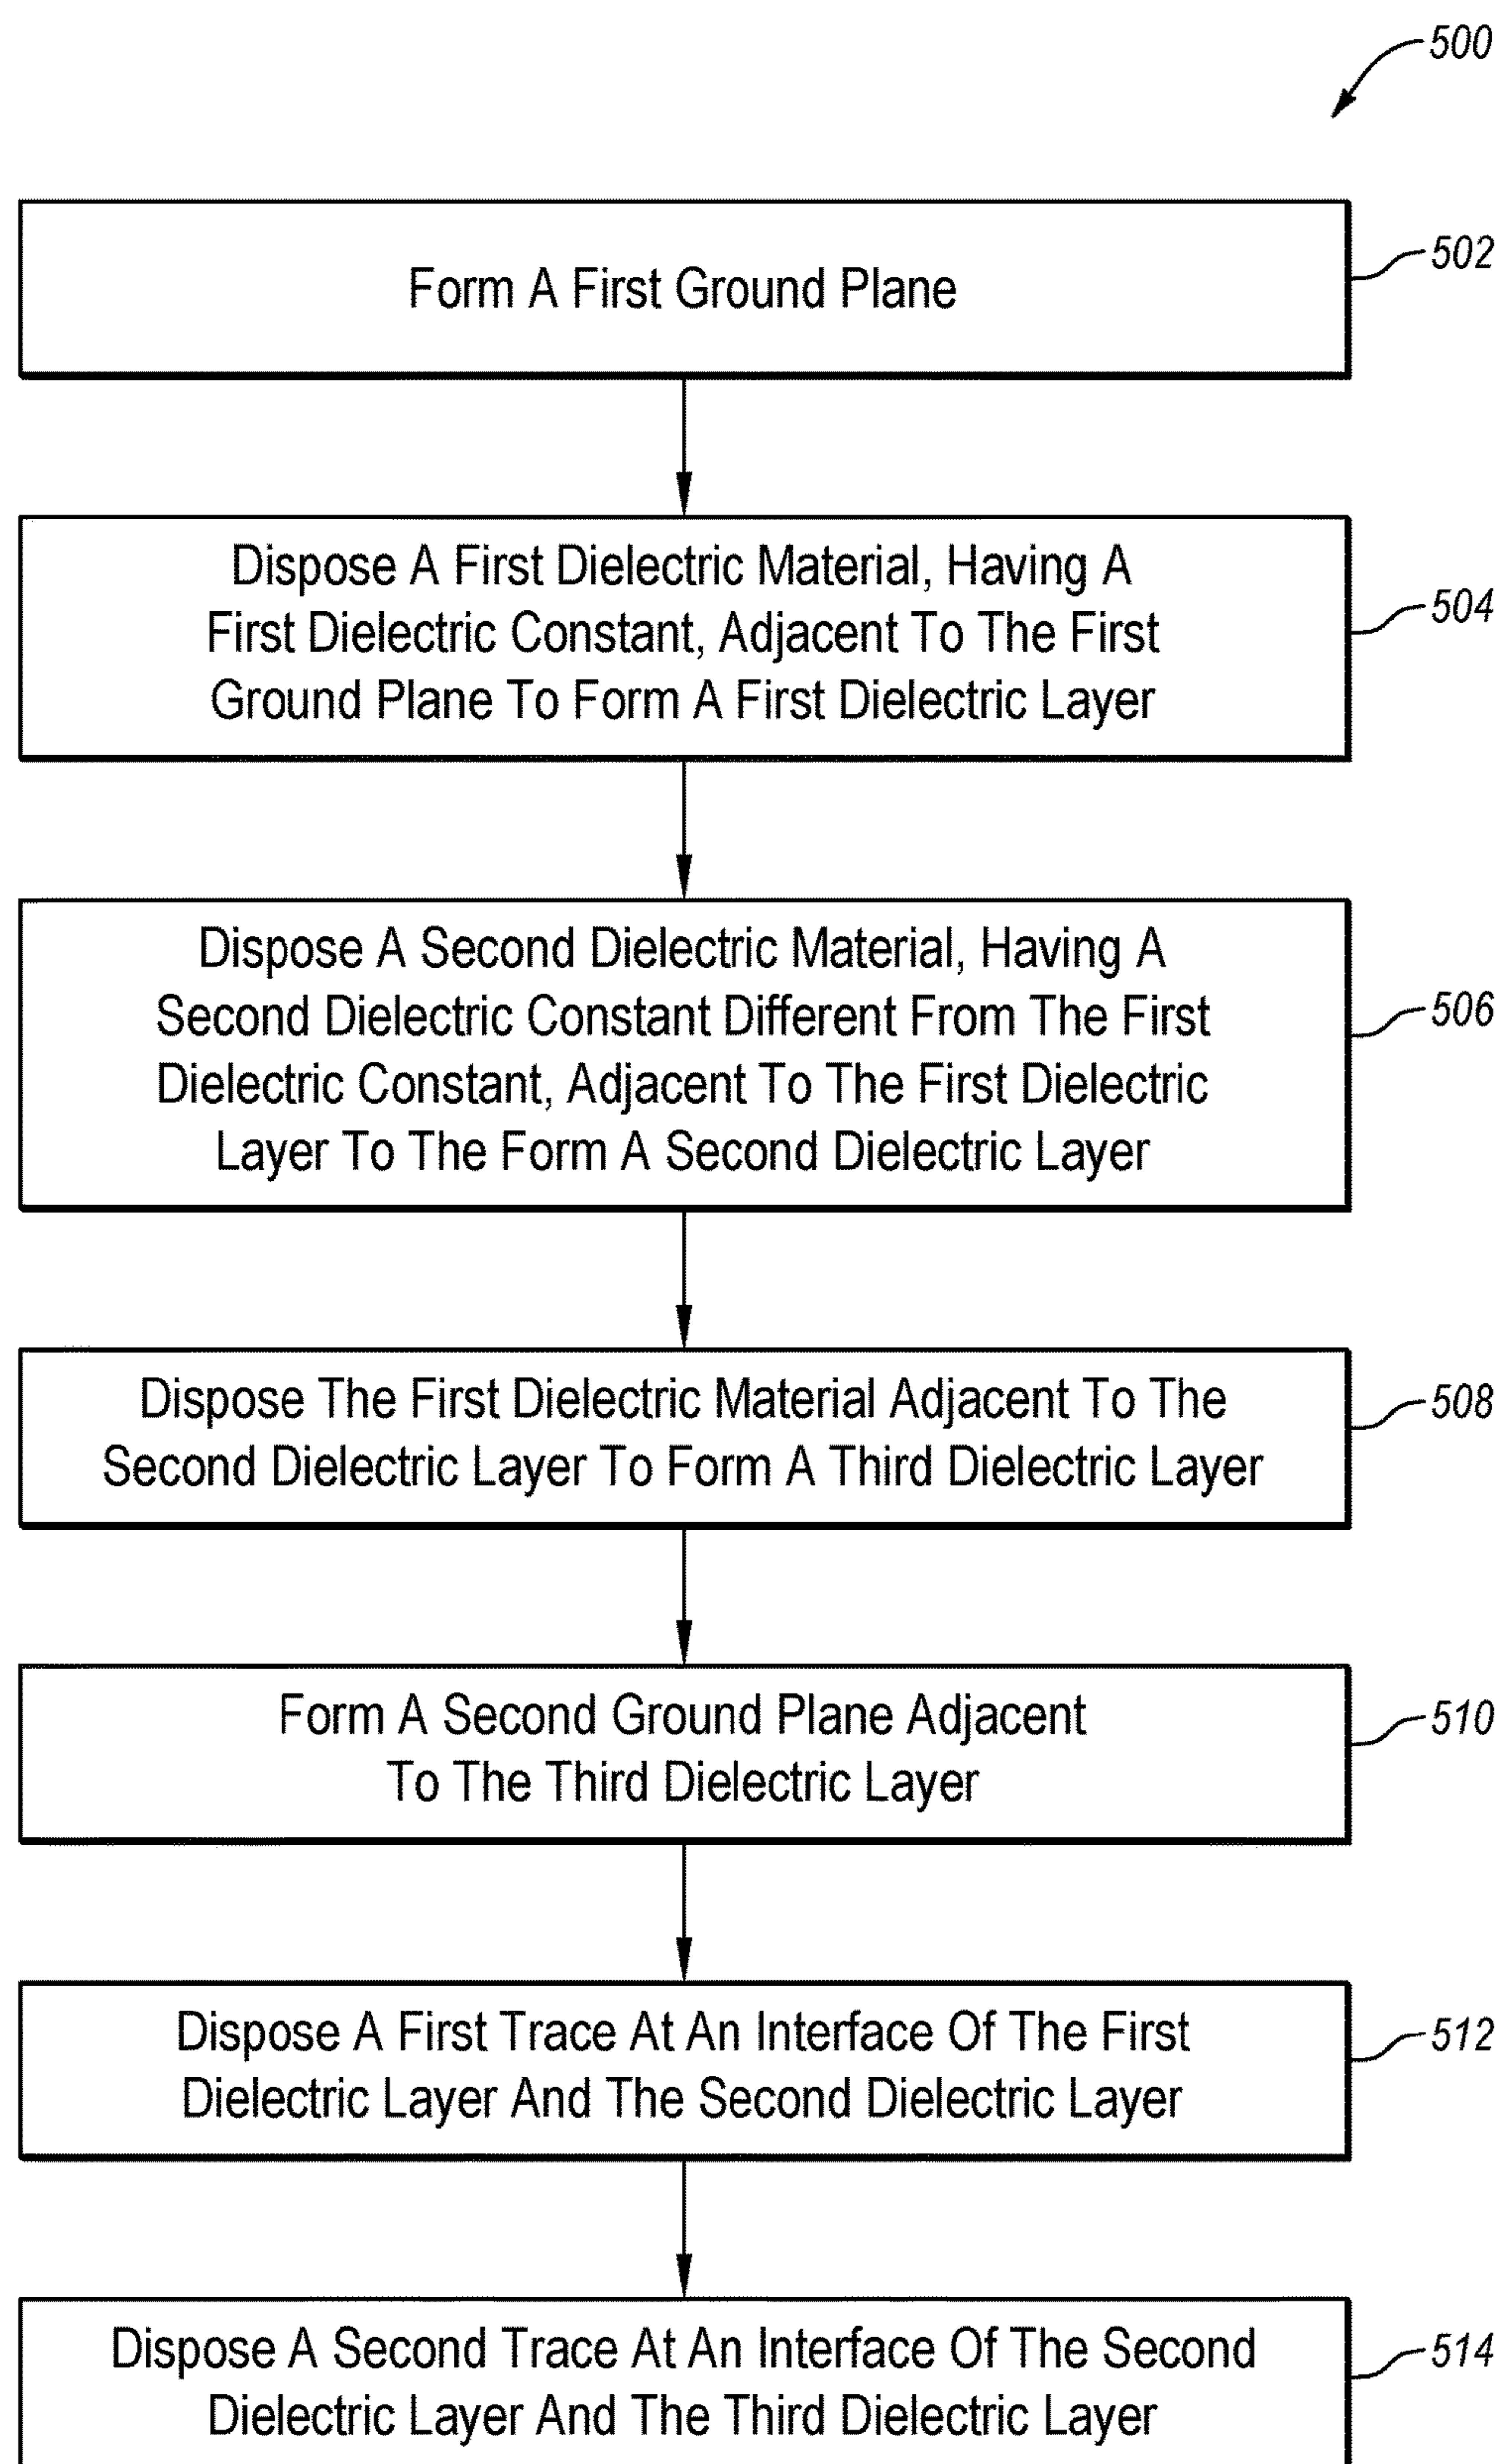 500
Form A First Ground Plane
502
Dispose A First Dielectric Material, Having A
First Dielectric Constant, Adjacent To The First
Ground Plane To Form A First Dielectric Layer
504
Dispose A Second Dielectric Material, Having A
Second Dielectric Constant Different From The First
Dielectric Constant, Adjacent To The First Dielectric
Layer To The Form A Second Dielectric Layer
506
Dispose The First Dielectric Material Adjacent To The
Second Dielectric Layer To Form A Third Dielectric Layer
508
Form A Second Ground Plane Adjacent
To The Third Dielectric Layer
510
Dispose A First Trace At An Interface Of The First
Dielectric Layer And The Second Dielectric Layer
512
Dispose A Second Trace At An Interface Of The Second
Dielectric Layer And The Third Dielectric Layer
514